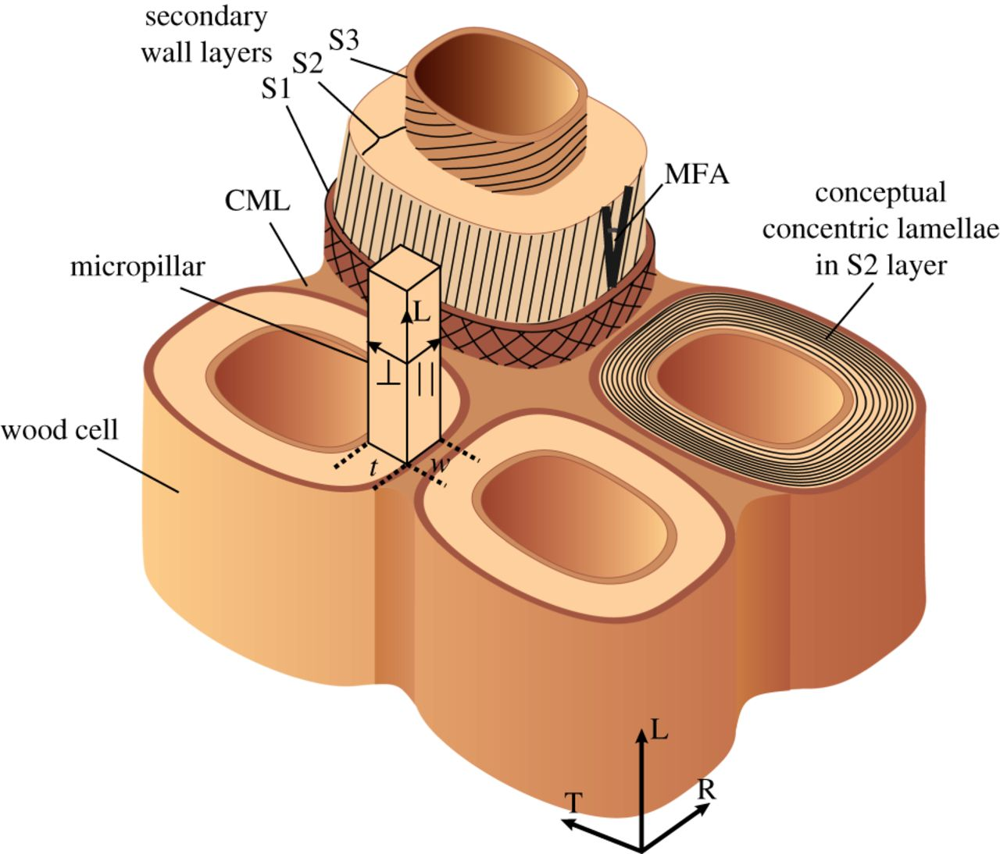 secondary
wall layers
S3
S2
S1
MFA
CML
conceptual
concentric lamellae
in S2 layer
micropillar
L
⊥
||
wood cell
t
w
L
R
T